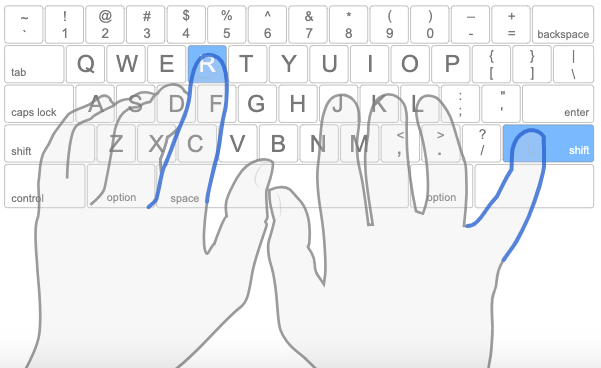 ~ ! @ # $ % ^ & * ( ) _ +
` 1 2 3 4 5 6 7 8 9 0 - = backspace
tab Q W E R T Y U I O P { [ } ] | \
caps lock A S D F G H J K L : ; " ' enter
shift Z X C V B N M < , > . ? / shift
control option space option